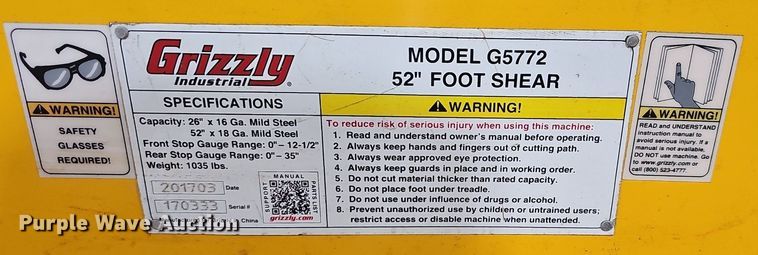 WARNING!
SAFETY
GLASSES
REQUIRED!
Grizzly
Industrial
MODEL G5772
52" FOOT SHEAR
SPECIFICATIONS
Capacity: 26" x 16 Ga. Mild Steel
52" x 18 Ga. Mild Steel
Front Stop Gauge Range: 0"– 12-1/2"
Rear Stop Gauge Range: 0"– 35"
Weight: 1035 lbs.
201703 Date
170333 Serial #
China
MANUAL
SUPPORT
PARTS LIST
grizzly.com
WARNING!
To reduce risk of serious injury when using this machine:
1. Read and understand owner's manual before operating.
2. Always keep hands and fingers out of cutting path.
3. Always wear approved eye protection.
4. Always keep guards in place and in working order.
5. Do not cut material thicker than rated capacity.
6. Do not place foot under treadle.
7. Do not use under influence of drugs or alcohol.
8. Prevent unauthorized use by children or untrained users;
restrict access or disable machine when unattended.
WARNING!
READ and UNDERSTAND
instruction manual to
avoid serious injury. If a
manual is not available,
DO NOT use machine. Go
to www.grizzly.com or
call (800) 523-4777.
Purple Wave Auction